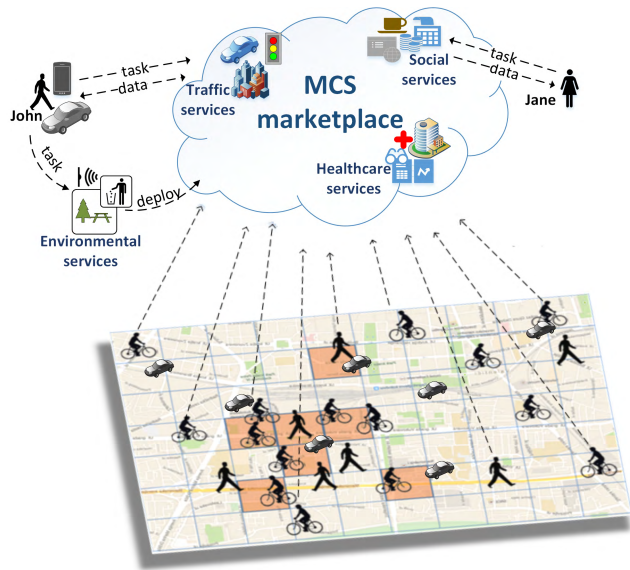 task
data
John
Traffic
services
MCS
marketplace
Social
services
task
data
Jane
Healthcare
services
task
deploy
Environmental
services